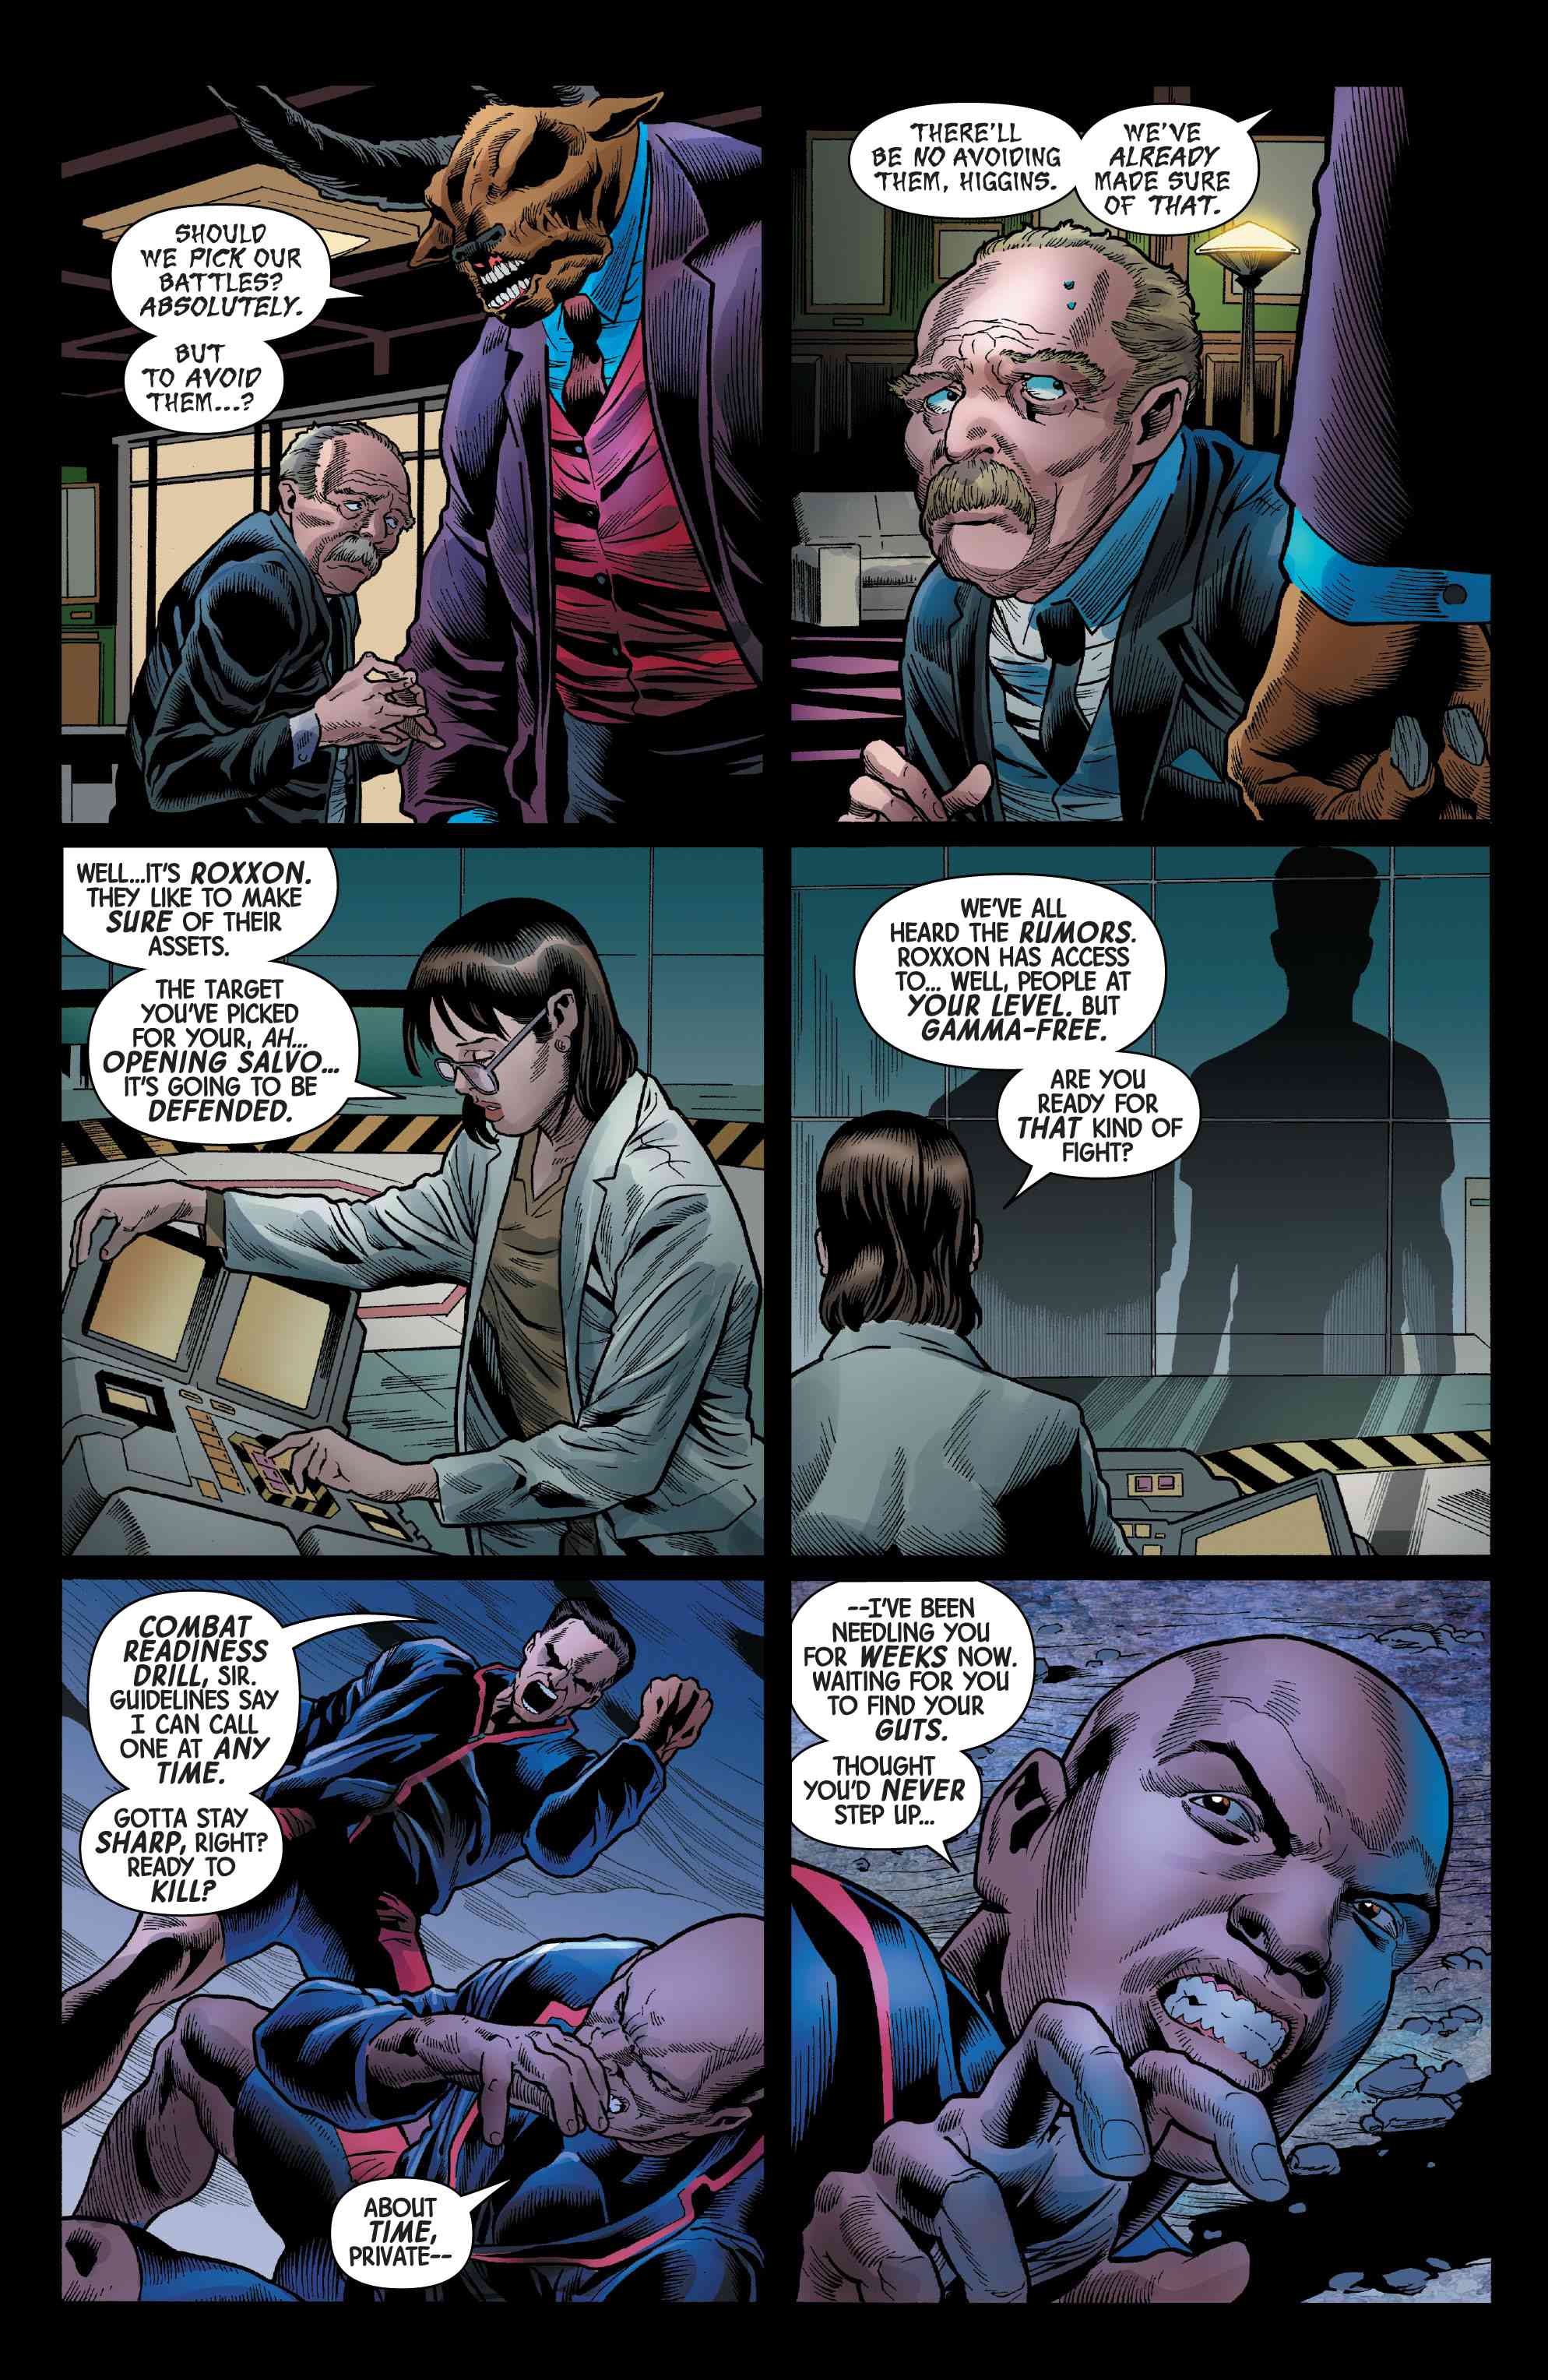 SHOULD
WE PICK OUR
BATTLES?
ABSOLUTELY.
BUT
TO AVOID
THEM...?
THERE'LL
BE NO AVOIDING
THEM, HIGGINS.
WE'VE
ALREADY
MADE SURE
OF THAT.
WELL...IT'S ROXXON.
THEY LIKE TO MAKE
SURE OF THEIR
ASSETS.
THE TARGET
YOU'VE PICKED
FOR YOUR, AH...
OPENING SALVO...
IT'S GOING TO BE
DEFENDED.
WE'VE ALL
HEARD THE RUMORS.
ROXXON HAS ACCESS
TO... WELL, PEOPLE AT
YOUR LEVEL. BUT
GAMMA-FREE.
ARE YOU
READY FOR
THAT KIND OF
FIGHT?
COMBAT
READINESS
DRILL, SIR.
GUIDELINES SAY
I CAN CALL
ONE AT ANY
TIME.
GOTTA STAY
SHARP, RIGHT?
READY TO
KILL?
ABOUT
TIME,
PRIVATE--
--I'VE BEEN
NEEDLING YOU
FOR WEEKS NOW.
WAITING FOR YOU
TO FIND YOUR
GUTS.
THOUGHT
YOU'D NEVER
STEP UP...